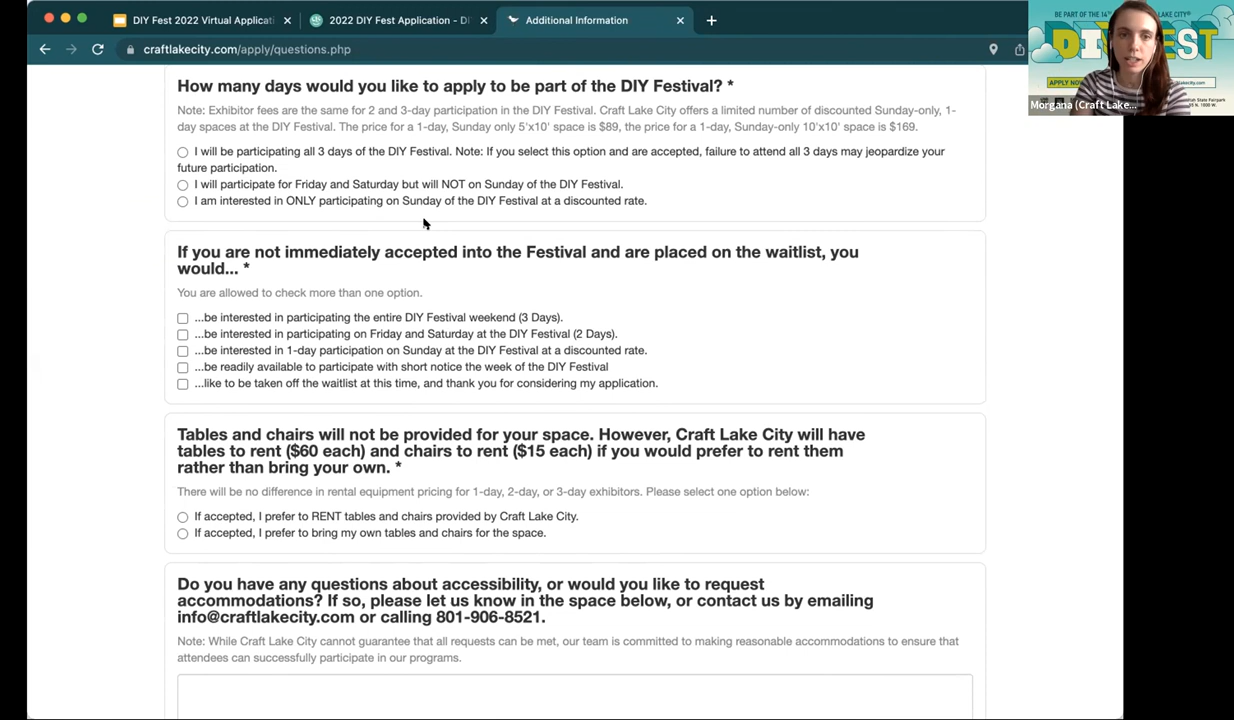 DIY Fest 2022 Virtual Applicati
2022 DIY Fest Application - DI
Additional Information
craftlakecity.com/apply/questions.php
BE PART OF THE 14
CRAFT LAKE CITY®
DIY FEST
APPLY NOW
Morgana (Craft Lake...
How many days would you like to apply to be part of the DIY Festival? *
Note: Exhibitor fees are the same for 2 and 3-day participation in the DIY Festival. Craft Lake City offers a limited number of discounted Sunday-only, 1-
day spaces at the DIY Festival. The price for a 1-day, Sunday only 5'x10' space is $89, the price for a 1-day, Sunday-only 10'x10' space is $169.
I will be participating all 3 days of the DIY Festival. Note: If you select this option and are accepted, failure to attend all 3 days may jeopardize your
future participation.
I will participate for Friday and Saturday but will NOT on Sunday of the DIY Festival.
I am interested in ONLY participating on Sunday of the DIY Festival at a discounted rate.
If you are not immediately accepted into the Festival and are placed on the waitlist, you
would... *
You are allowed to check more than one option.
...be interested in participating the entire DIY Festival weekend (3 Days).
...be interested in participating on Friday and Saturday at the DIY Festival (2 Days).
...be interested in 1-day participation on Sunday at the DIY Festival at a discounted rate.
...be readily available to participate with short notice the week of the DIY Festival
...like to be taken off the waitlist at this time, and thank you for considering my application.
Tables and chairs will not be provided for your space. However, Craft Lake City will have
tables to rent ($60 each) and chairs to rent ($15 each) if you would prefer to rent them
rather than bring your own. *
There will be no difference in rental equipment pricing for 1-day, 2-day, or 3-day exhibitors. Please select one option below:
If accepted, I prefer to RENT tables and chairs provided by Craft Lake City.
If accepted, I prefer to bring my own tables and chairs for the space.
Do you have any questions about accessibility, or would you like to request
accommodations? If so, please let us know in the space below, or contact us by emailing
info@craftlakecity.com or calling 801-906-8521.
Note: While Craft Lake City cannot guarantee that all requests can be met, our team is committed to making reasonable accommodations to ensure that
attendees can successfully participate in our programs.